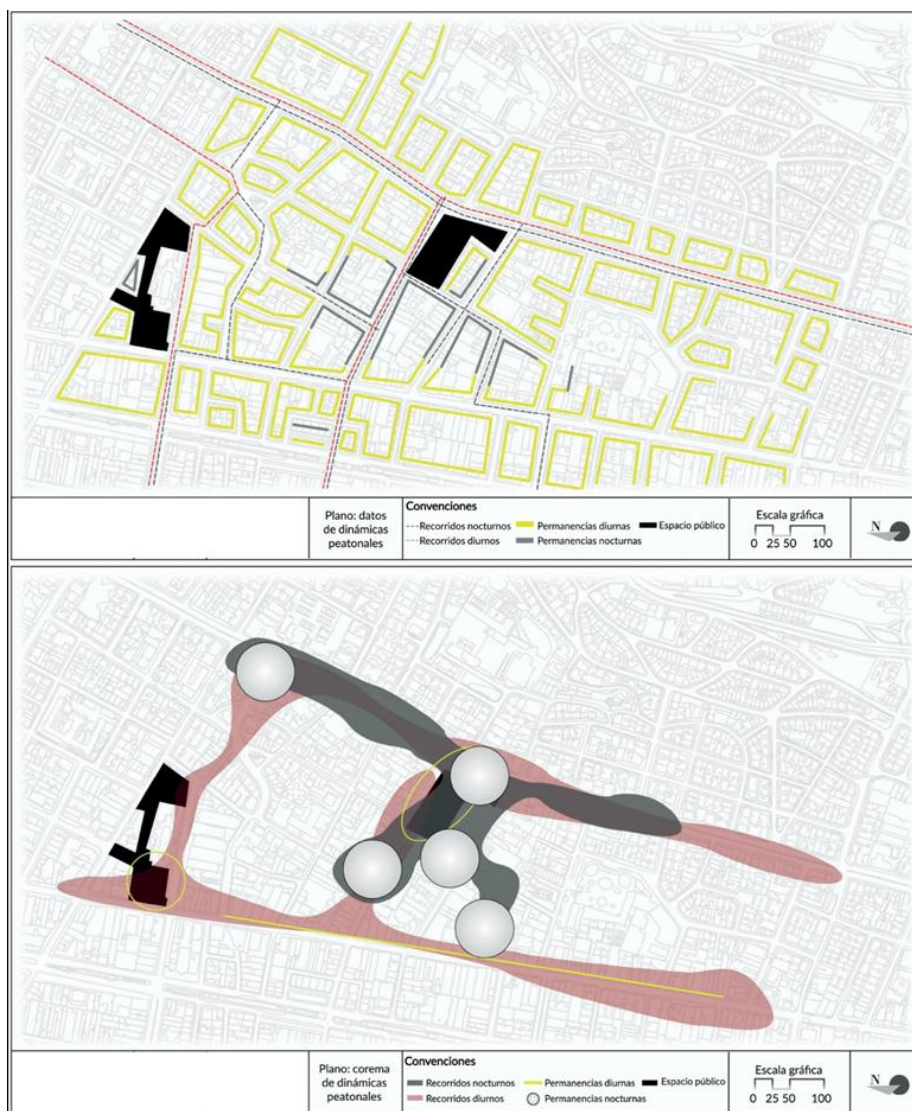 Plano: datos
de dinámicas
peatonales
Convenciones
Recorridos nocturnos Permanencias diurnas Espacio público
Recorridos diurnos Permanencias nocturnas
Escala gráfica
0 25 50 100
N
Plano: corema
de dinámicas
peatonales
Convenciones
Recorridos nocturnos Permanencias diurnas Espacio público
Recorridos diurnos Permanencias nocturnas
Escala gráfica
0 25 50 100
N